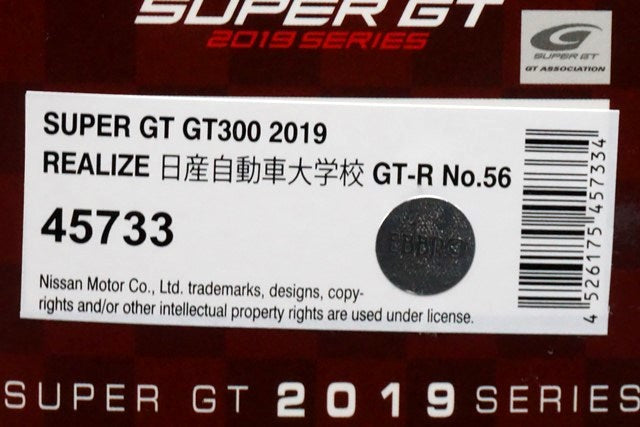 SUPER GT
2019 SERIES
SUPER GT
GT ASSOCIATION
SUPER GT GT300 2019
REALIZE 日産自動車大学校 GT-R No.56
45733
EBBRO
Nissan Motor Co., Ltd. trademarks, designs, copy-
rights and/or other intellectual property rights are used under license.
4 526175 457334
SUPER GT 2019 SERIES